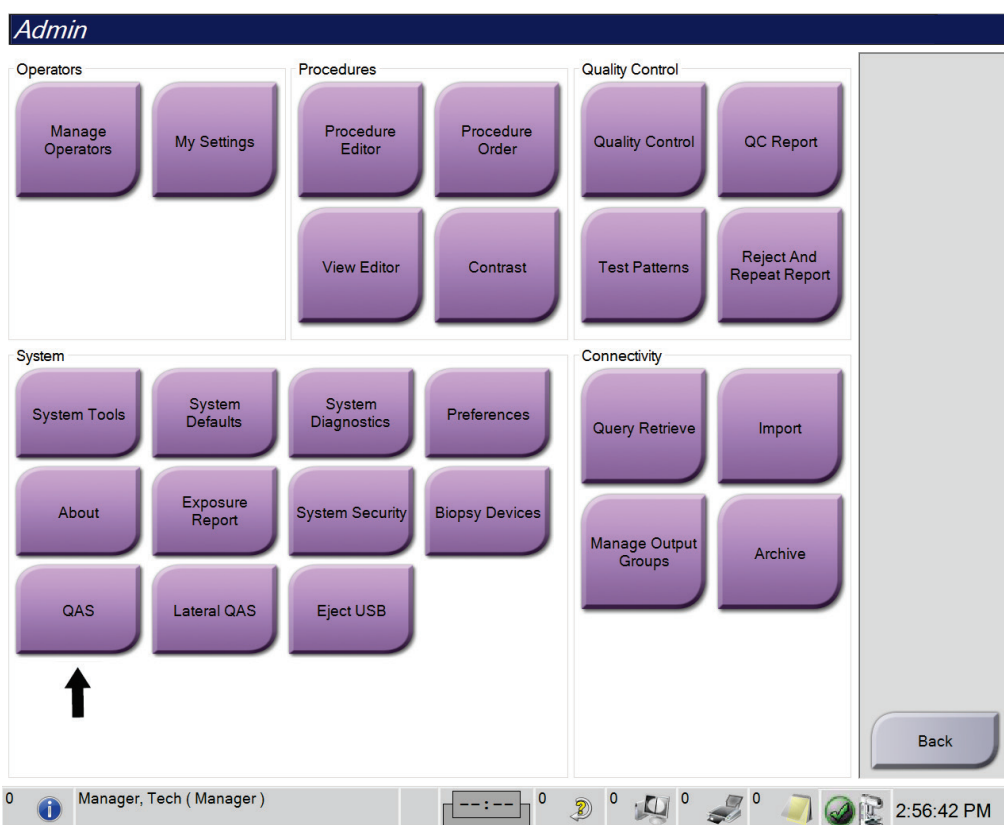 Admin
Operators
Manage
Operators
My Settings
Procedures
Procedure
Editor
Procedure
Order
View Editor
Contrast
Quality Control
Quality Control
QC Report
Test Patterns
Reject And
Repeat Report
System
System Tools
System
Defaults
System
Diagnostics
Preferences
About
Exposure
Report
System Security
Biopsy Devices
QAS
Lateral QAS
Eject USB
Connectivity
Query Retrieve
Import
Manage Output
Groups
Archive
Back
0
Manager, Tech ( Manager )
--:--
0
0
0
0
2:56:42 PM